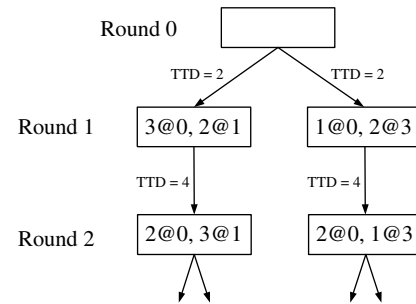 Round 0
TTD = 2 TTD = 2
Round 1 3@0, 2@1 1@0, 2@3
TTD = 4 TTD = 4
Round 2 2@0, 3@1 2@0, 1@3